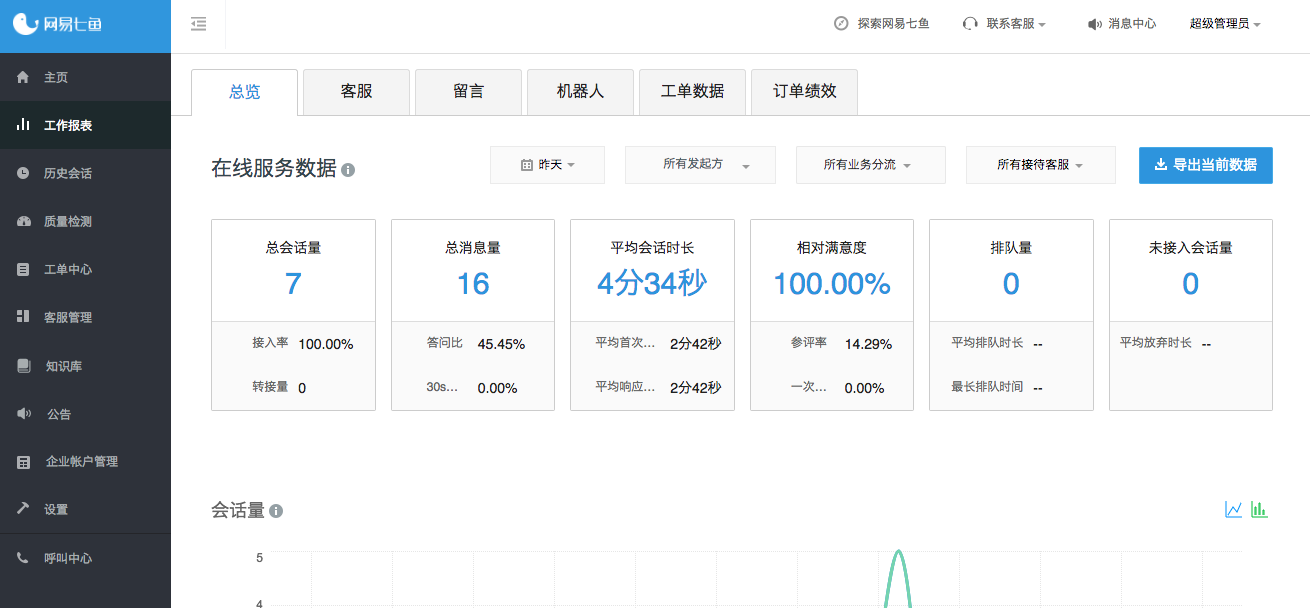 网易七鱼
探索网易七鱼 联系客服 消息中心 超级管理员
主页
工作报表
历史会话
质量检测
工单中心
客服管理
知识库
公告
企业帐户管理
设置
呼叫中心
总览 客服 留言 机器人 工单数据 订单绩效
在线服务数据 昨天 所有发起方 所有业务分流 所有接待客服 导出当前数据
总会话量
7
接入率 100.00%
转接量 0
总消息量
16
答问比 45.45%
30s... 0.00%
平均会话时长
4分34秒
平均首次... 2分42秒
平均响应... 2分42秒
相对满意度
100.00%
参评率 14.29%
一次... 0.00%
排队量
0
平均排队时长 --
最长排队时间 --
未接入会话量
0
平均放弃时长 --
会话量
5
4